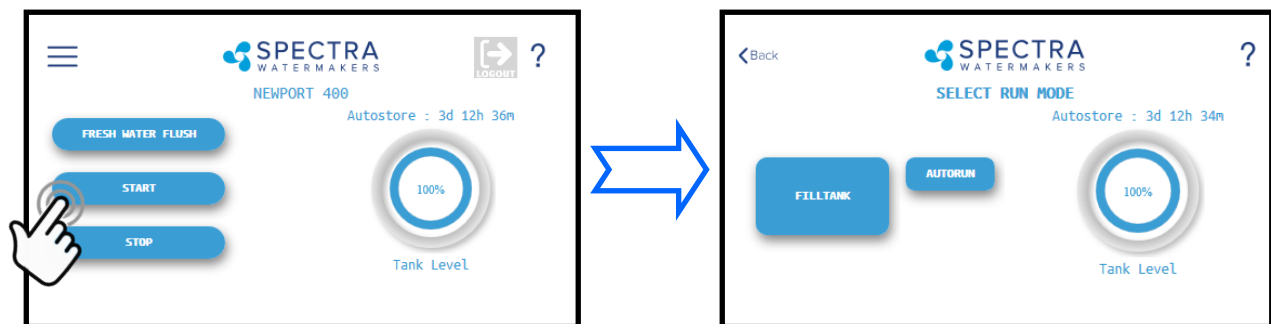 SPECTRA
WATERMAKERS
LOGOUT
?
NEWPORT 400
Autostore : 3d 12h 36m
FRESH WATER FLUSH
START
100%
STOP
Tank Level
Back
SPECTRA
WATERMAKERS
?
SELECT RUN MODE
Autostore : 3d 12h 34m
FILLTANK
AUTORUN
100%
Tank Level